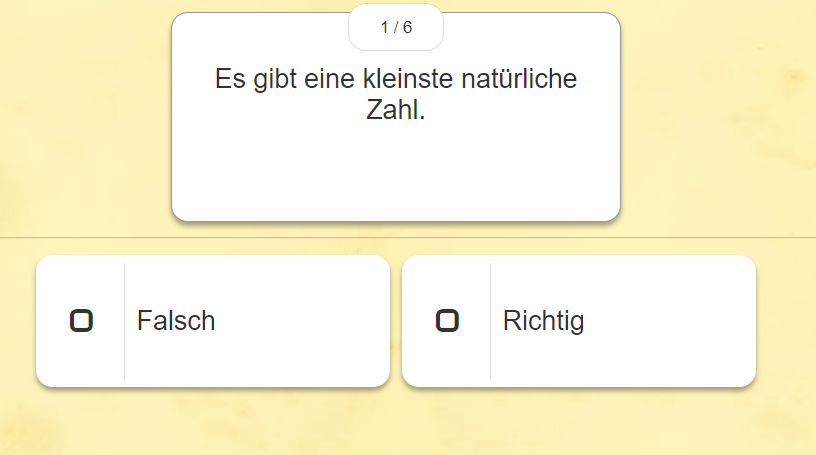 1 / 6
Es gibt eine kleinste natürliche
Zahl.
Falsch
Richtig